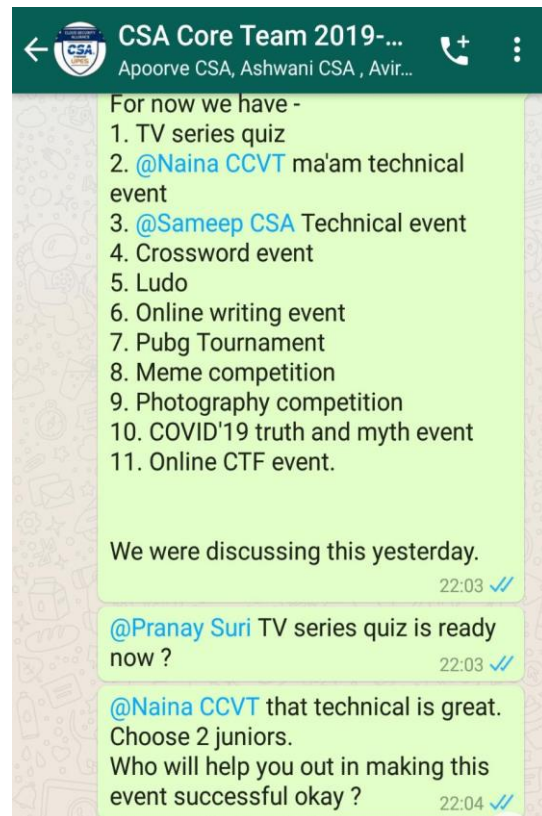 CSA Core Team 2019-...
Apoorve CSA, Ashwani CSA , Avir...
CSA
UPES
For now we have -
1. TV series quiz
2. @Naina CCVT ma'am technical
event
3. @Sameep CSA Technical event
4. Crossword event
5. Ludo
6. Online writing event
7. Pubg Tournament
8. Meme competition
9. Photography competition
10. COVID'19 truth and myth event
11. Online CTF event.
We were discussing this yesterday.
22:03
@Pranay Suri TV series quiz is ready
now ?
22:03
@Naina CCVT that technical is great.
Choose 2 juniors.
Who will help you out in making this
event successful okay ?
22:04